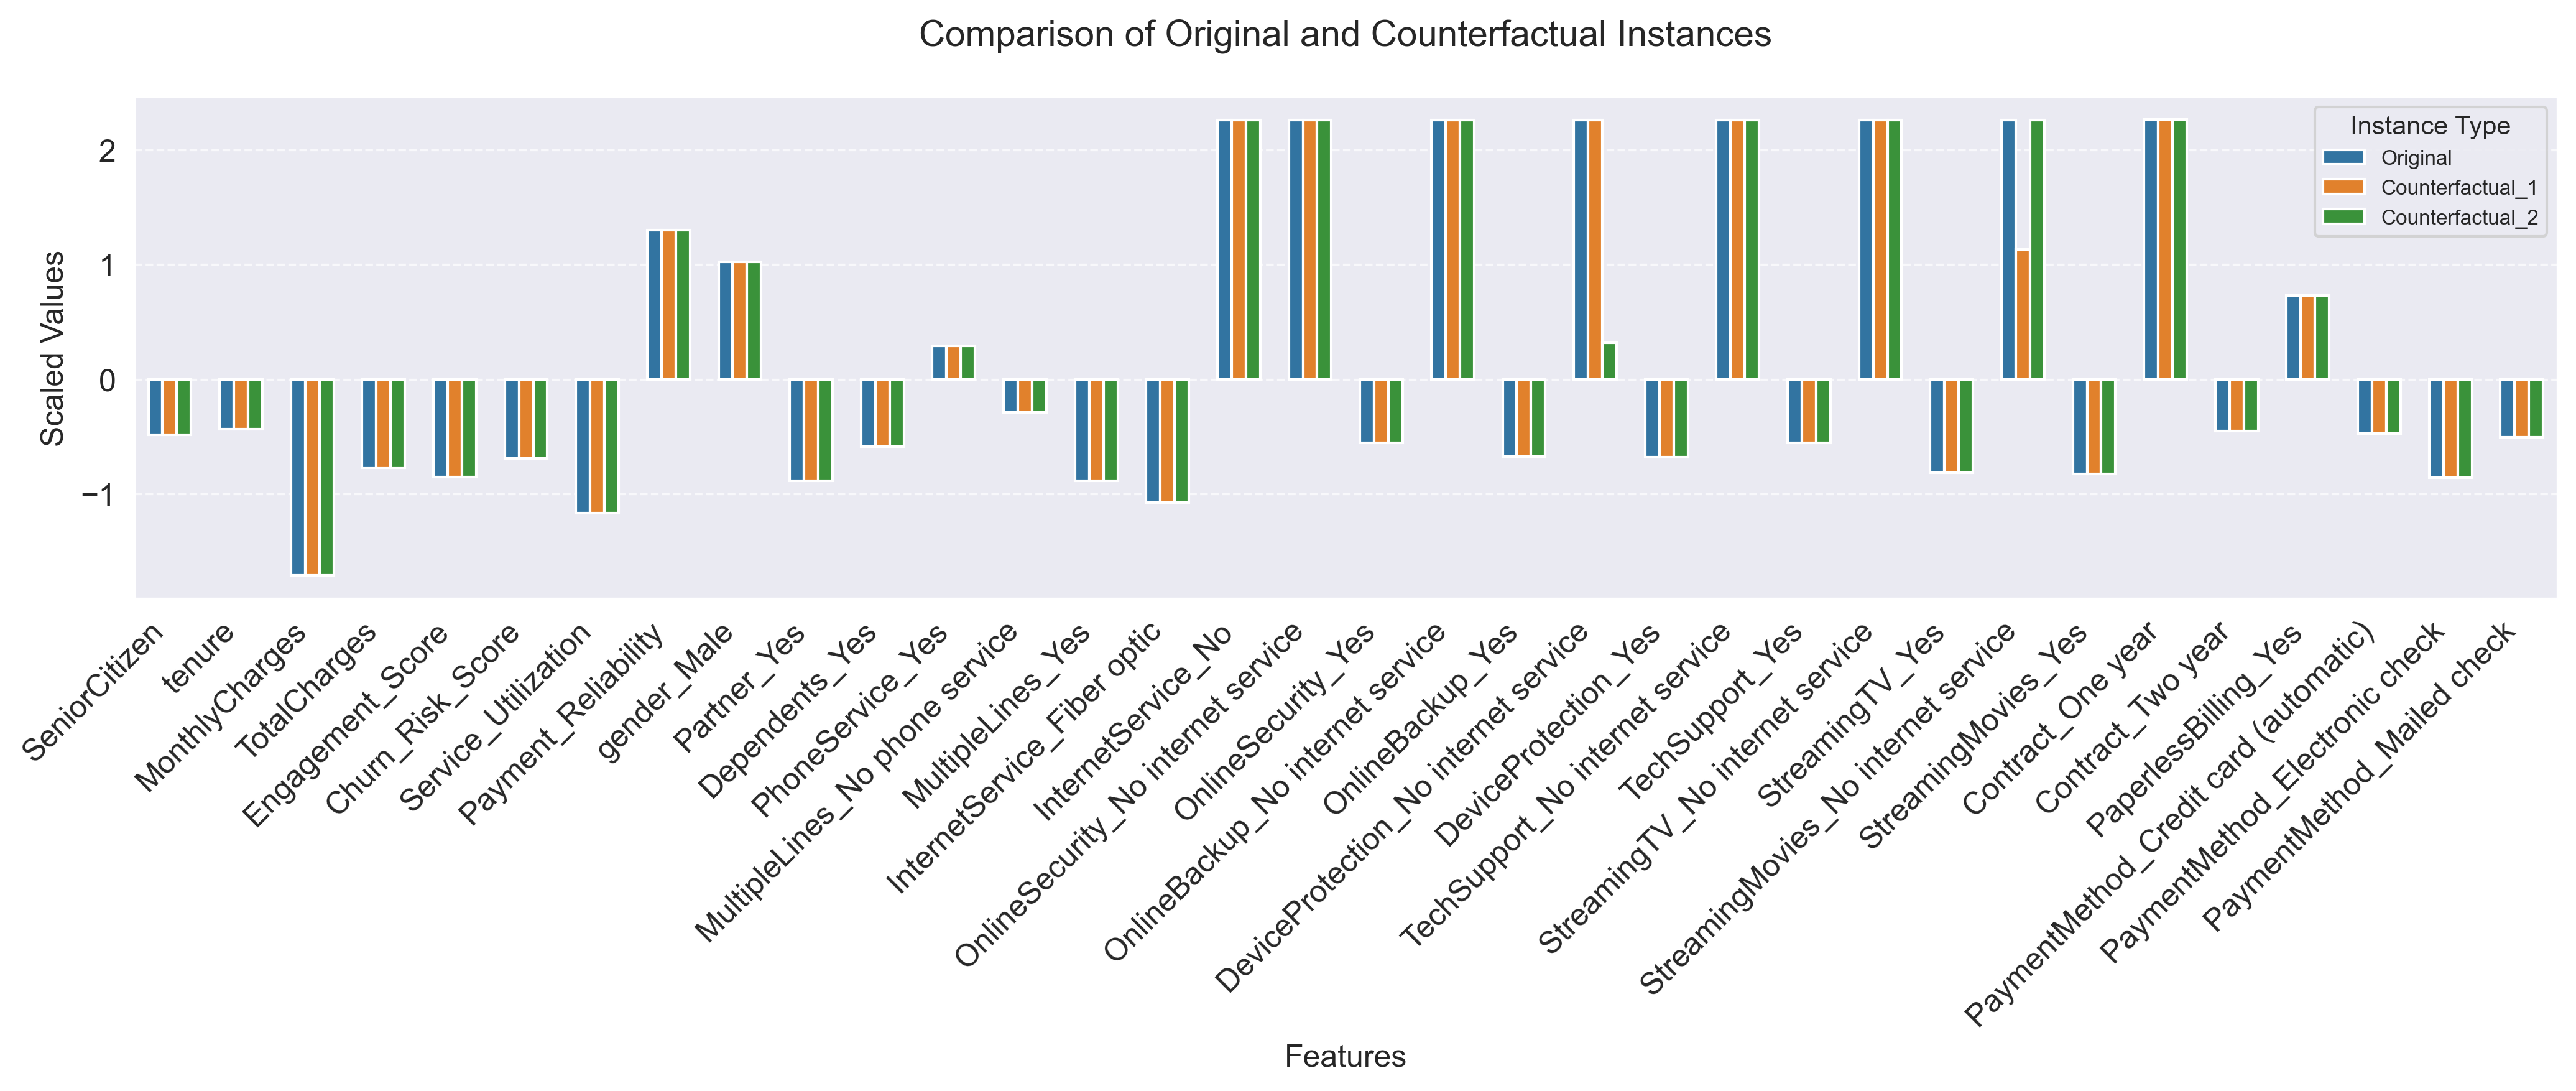 Comparison of Original and Counterfactual Instances
Instance Type
Original
Counterfactual_1
Counterfactual_2
Scaled Values
2
1
0
−1
SeniorCitizen
tenure
MonthlyCharges
TotalCharges
Engagement_Score
Churn_Risk_Score
Service_Utilization
Payment_Reliability
gender_Male
Partner_Yes
Dependents_Yes
PhoneService_Yes
MultipleLines_No phone service
MultipleLines_Yes
InternetService_Fiber optic
InternetService_No
OnlineSecurity_No internet service
OnlineSecurity_Yes
OnlineBackup_No internet service
OnlineBackup_Yes
DeviceProtection_No internet service
DeviceProtection_Yes
TechSupport_No internet service
TechSupport_Yes
StreamingTV_No internet service
StreamingTV_Yes
StreamingMovies_No internet service
StreamingMovies_Yes
Contract_One year
Contract_Two year
PaperlessBilling_Yes
PaymentMethod_Credit card (automatic)
PaymentMethod_Electronic check
PaymentMethod_Mailed check
Features